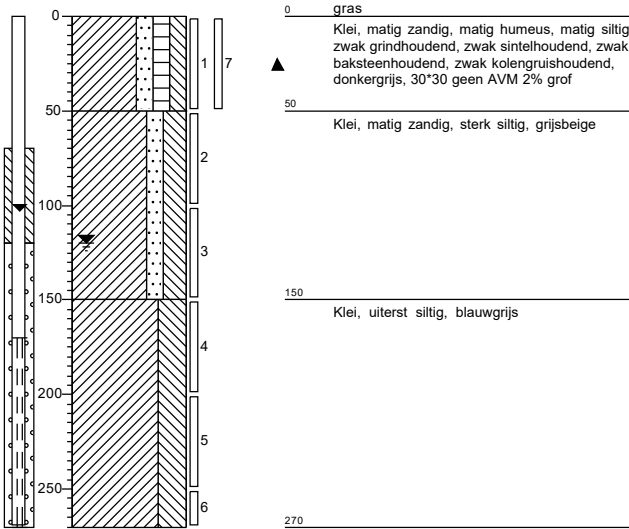 0
50
100
150
200
250
1
7
2
3
4
5
6
0
gras
Klei, matig zandig, matig humeus, matig siltig,
zwak grindhoudend, zwak sintelhoudend, zwak
baksteenhoudend, zwak kolengruishoudend,
donkergrijs, 30*30 geen AVM 2% grof
50
Klei, matig zandig, sterk siltig, grijsbeige
150
Klei, uiterst siltig, blauwgrijs
270